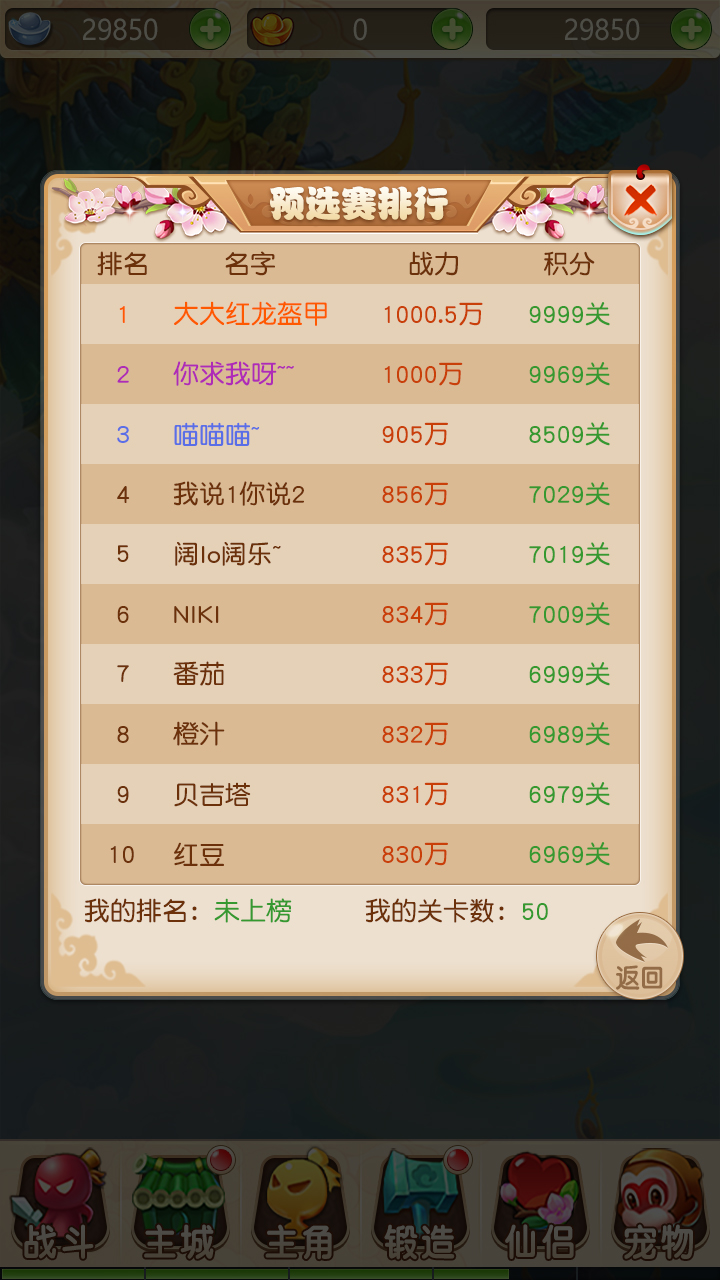 29850 0 29850
预选赛排行
排名 名字 战力 积分
1 大大红龙盔甲 1000.5万 9999关
2 你求我呀~~ 1000万 9969关
3 喵喵喵~ 905万 8509关
4 我说1你说2 856万 7029关
5 阔lo阔乐~ 835万 7019关
6 NIKI 834万 7009关
7 番茄 833万 6999关
8 橙汁 832万 6989关
9 贝吉塔 831万 6979关
10 红豆 830万 6969关
我的排名：未上榜 我的关卡数：50
返回
战斗 主城 主角 锻造 仙侣 宠物